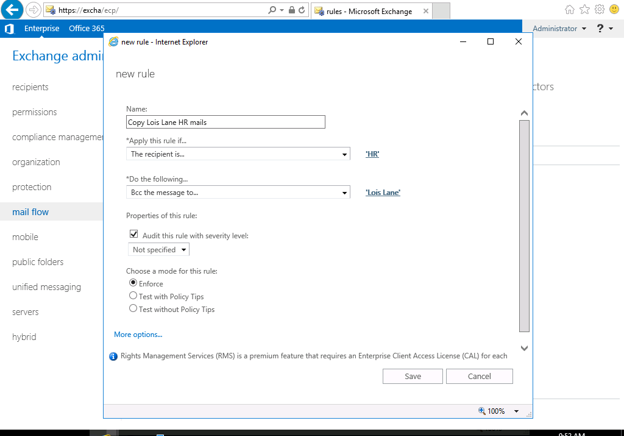 https://excha/ecp/
rules - Microsoft Exchange
Enterprise Office 365
Administrator
?
Exchange admi
new rule - Internet Explorer
new rule
recipients
permissions
compliance managemen
organization
protection
mail flow
mobile
public folders
unified messaging
servers
hybrid
ctors
Name:
Copy Lois Lane HR mails
*Apply this rule if...
The recipient is...
'HR'
*Do the following...
Bcc the message to...
'Lois Lane'
Properties of this rule:
Audit this rule with severity level:
Not specified
Choose a mode for this rule:
Enforce
Test with Policy Tips
Test without Policy Tips
More options...
Rights Management Services (RMS) is a premium feature that requires an Enterprise Client Access License (CAL) for each
Save
Cancel
100%
9:52 AM